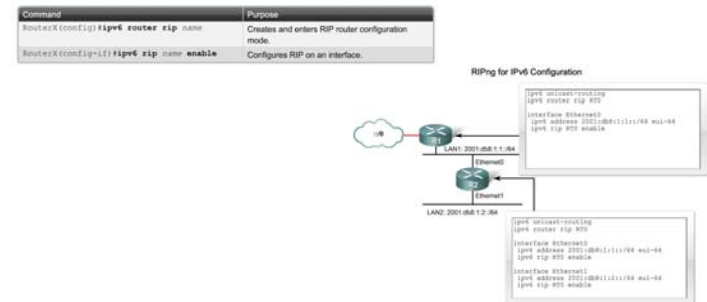 Command Purpose
RouterX(config)#ipv6 router rip name Creates and enters RIP router configuration
mode.
RouterX(config-if)#ipv6 rip name enable Configures RIP on an interface.
RIPng for IPv6 Configuration
ipv6 unicast-routing
ipv6 router rip RT0
interface Ethernet0
ipv6 address 2001:db8:1:1::/64 eui-64
ipv6 rip RT0 enable
::/0
R1
LAN1: 2001:db8:1:1::/64
Ethernet0
R2
Ethernet1
LAN2: 2001:db8:1:2::/64
ipv6 unicast-routing
ipv6 router rip RT0
interface Ethernet0
ipv6 address 2001:db8:1:1::/64 eui-64
ipv6 rip RT0 enable
interface Ethernet1
ipv6 address 2001:db8:1:2::/64 eui-64
ipv6 rip RT0 enable